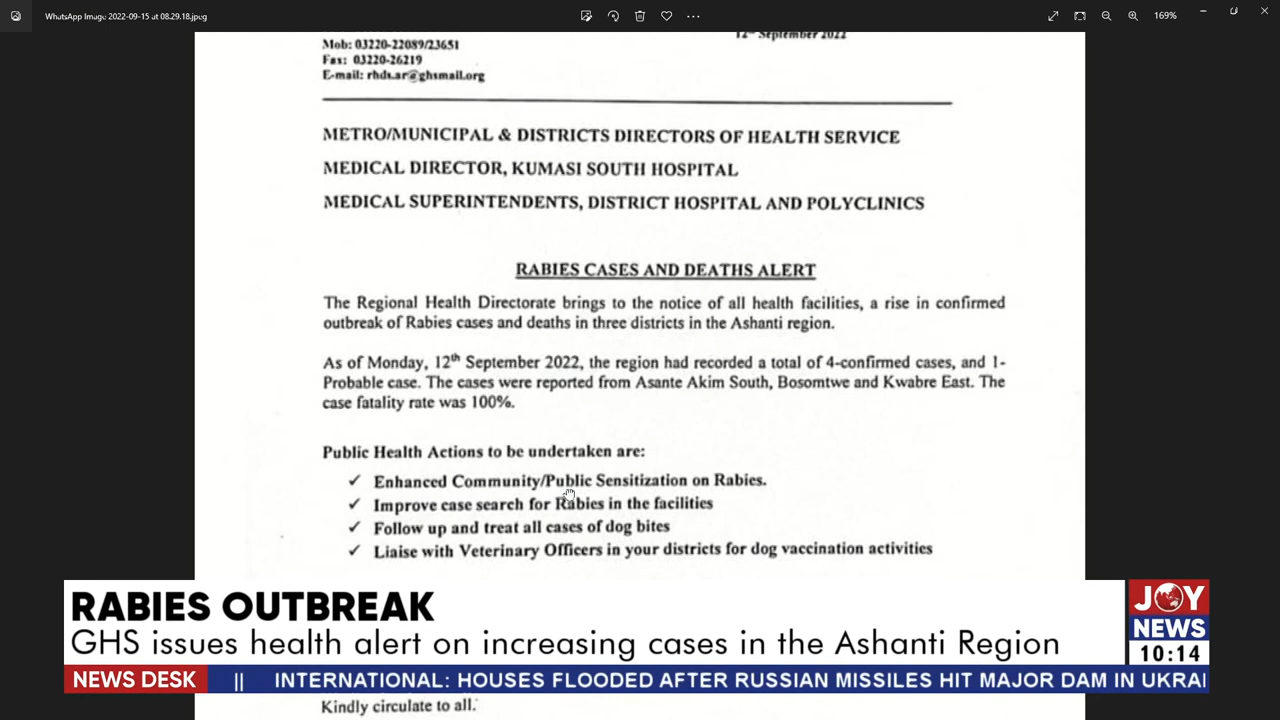 WhatsApp Image 2022-09-15 at 08.29.18.jpeg
169%
12th September 2022
Mob: 03220-22089/23651
Fax: 03220-26219
E-mail: rhds.ar@ghsmail.org
METRO/MUNICIPAL & DISTRICTS DIRECTORS OF HEALTH SERVICE
MEDICAL DIRECTOR, KUMASI SOUTH HOSPITAL
MEDICAL SUPERINTENDENTS, DISTRICT HOSPITAL AND POLYCLINICS
RABIES CASES AND DEATHS ALERT
The Regional Health Directorate brings to the notice of all health facilities, a rise in confirmed
outbreak of Rabies cases and deaths in three districts in the Ashanti region.
As of Monday, 12th September 2022, the region had recorded a total of 4-confirmed cases, and 1-
Probable case. The cases were reported from Asante Akim South, Bosomtwe and Kwabre East. The
case fatality rate was 100%.
Public Health Actions to be undertaken are:
✓ Enhanced Community/Public Sensitization on Rabies.
✓ Improve case search for Rabies in the facilities
✓ Follow up and treat all cases of dog bites
✓ Liaise with Veterinary Officers in your districts for dog vaccination activities
RABIES OUTBREAK
GHS issues health alert on increasing cases in the Ashanti Region
JOY
NEWS
10:14
NEWS DESK || INTERNATIONAL: HOUSES FLOODED AFTER RUSSIAN MISSILES HIT MAJOR DAM IN UKRAI
Kindly circulate to all.